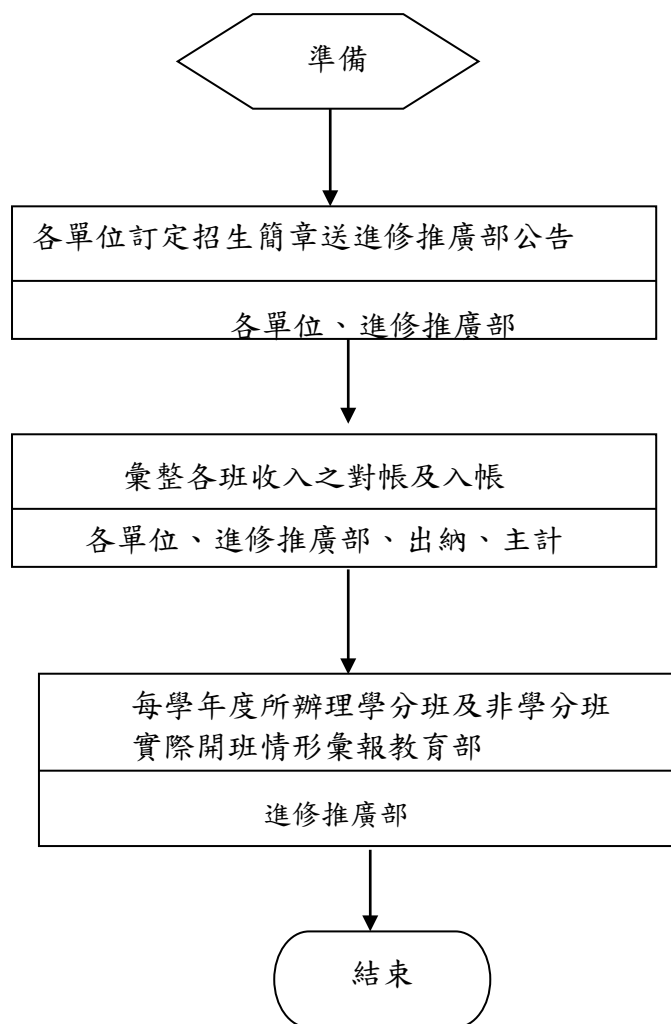 準備
各單位訂定招生簡章送進修推廣部公告
各單位、進修推廣部
彙整各班收入之對帳及入帳
各單位、進修推廣部、出納、主計
每學年度所辦理學分班及非學分班
實際開班情形彙報教育部
進修推廣部
結束